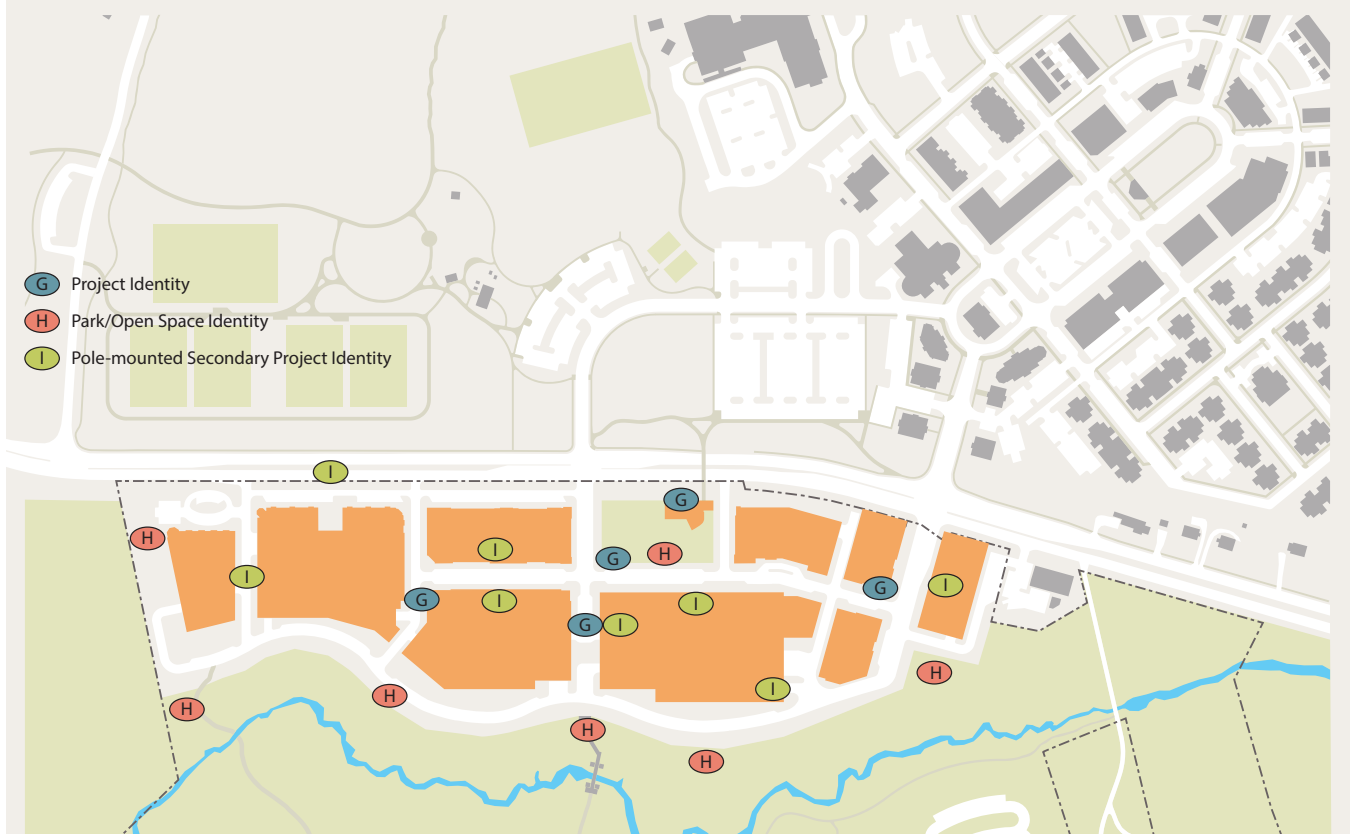 G Project Identity
H Park/Open Space Identity
I Pole-mounted Secondary Project Identity
I
G
H
I
G
H
I
I
G
I
G
I
I
G
I
H
I
H
H
H
H